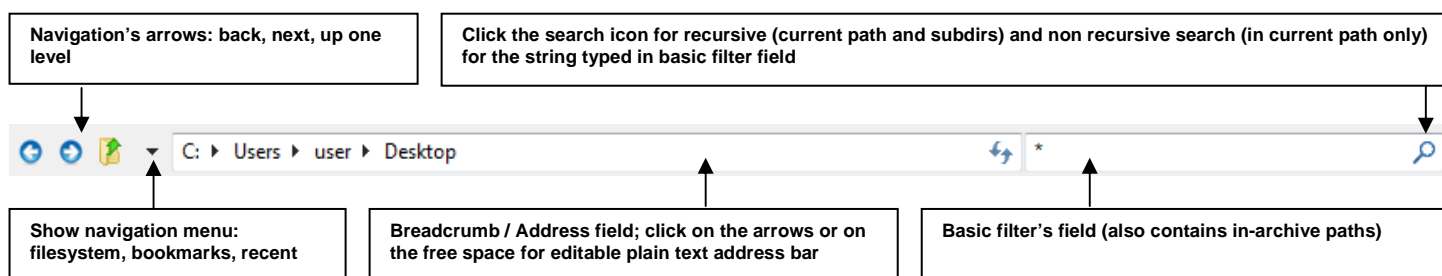 Navigation’s arrows: back, next, up one
level
Click the search icon for recursive (current path and subdirs) and non recursive search (in current path only)
for the string typed in basic filter field
C: Users user Desktop
*
Show navigation menu:
filesystem, bookmarks, recent
Breadcrumb / Address field; click on the arrows or on
the free space for editable plain text address bar
Basic filter’s field (also contains in-archive paths)